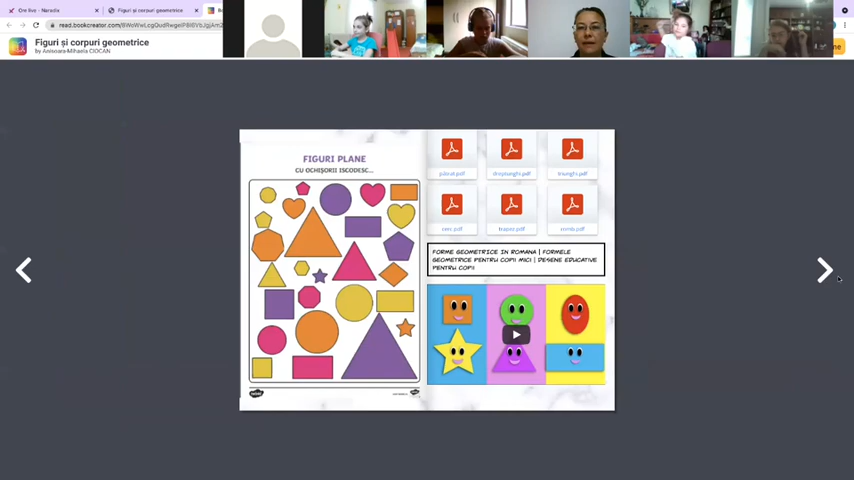 Ore live - Naradix
Figuri și corpuri geometrice
read.bookcreator.com/
Figuri și corpuri geometrice
by Anisoara-Mihaela CIOCAN
FIGURI PLANE
CU OCHIȘORII ISCODESC...
pătrat.pdf
dreptunghi.pdf
triunghi.pdf
cerc.pdf
trapez.pdf
romb.pdf
FORME GEOMETRICE IN ROMANA | FORMELE
GEOMETRICE PENTRU COPII MICI | DESENE EDUCATIVE
PENTRU COPII